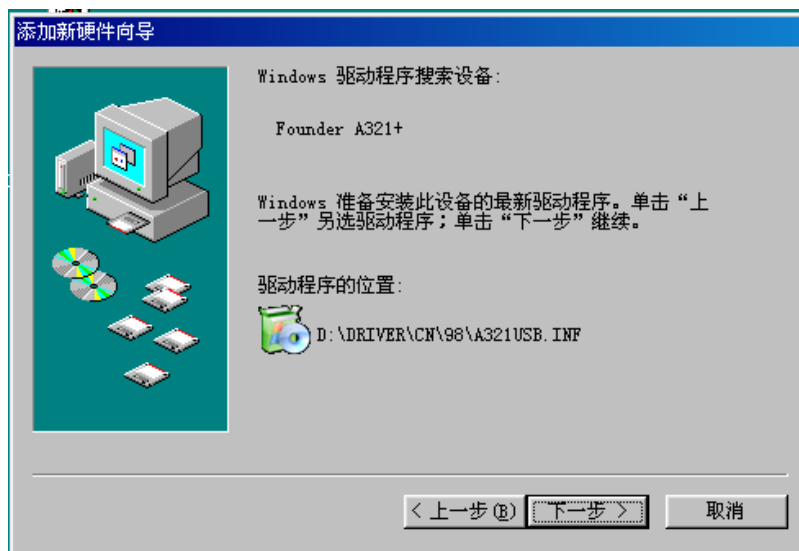 添加新硬件向导
Windows 驱动程序搜索设备:
Founder A321+
Windows 准备安装此设备的最新驱动程序。单击“上
一步”另选驱动程序；单击“下一步”继续。
驱动程序的位置:
D:\DRIVER\CN\98\A321USB.INF
< 上一步(B)
下一步 >
取消